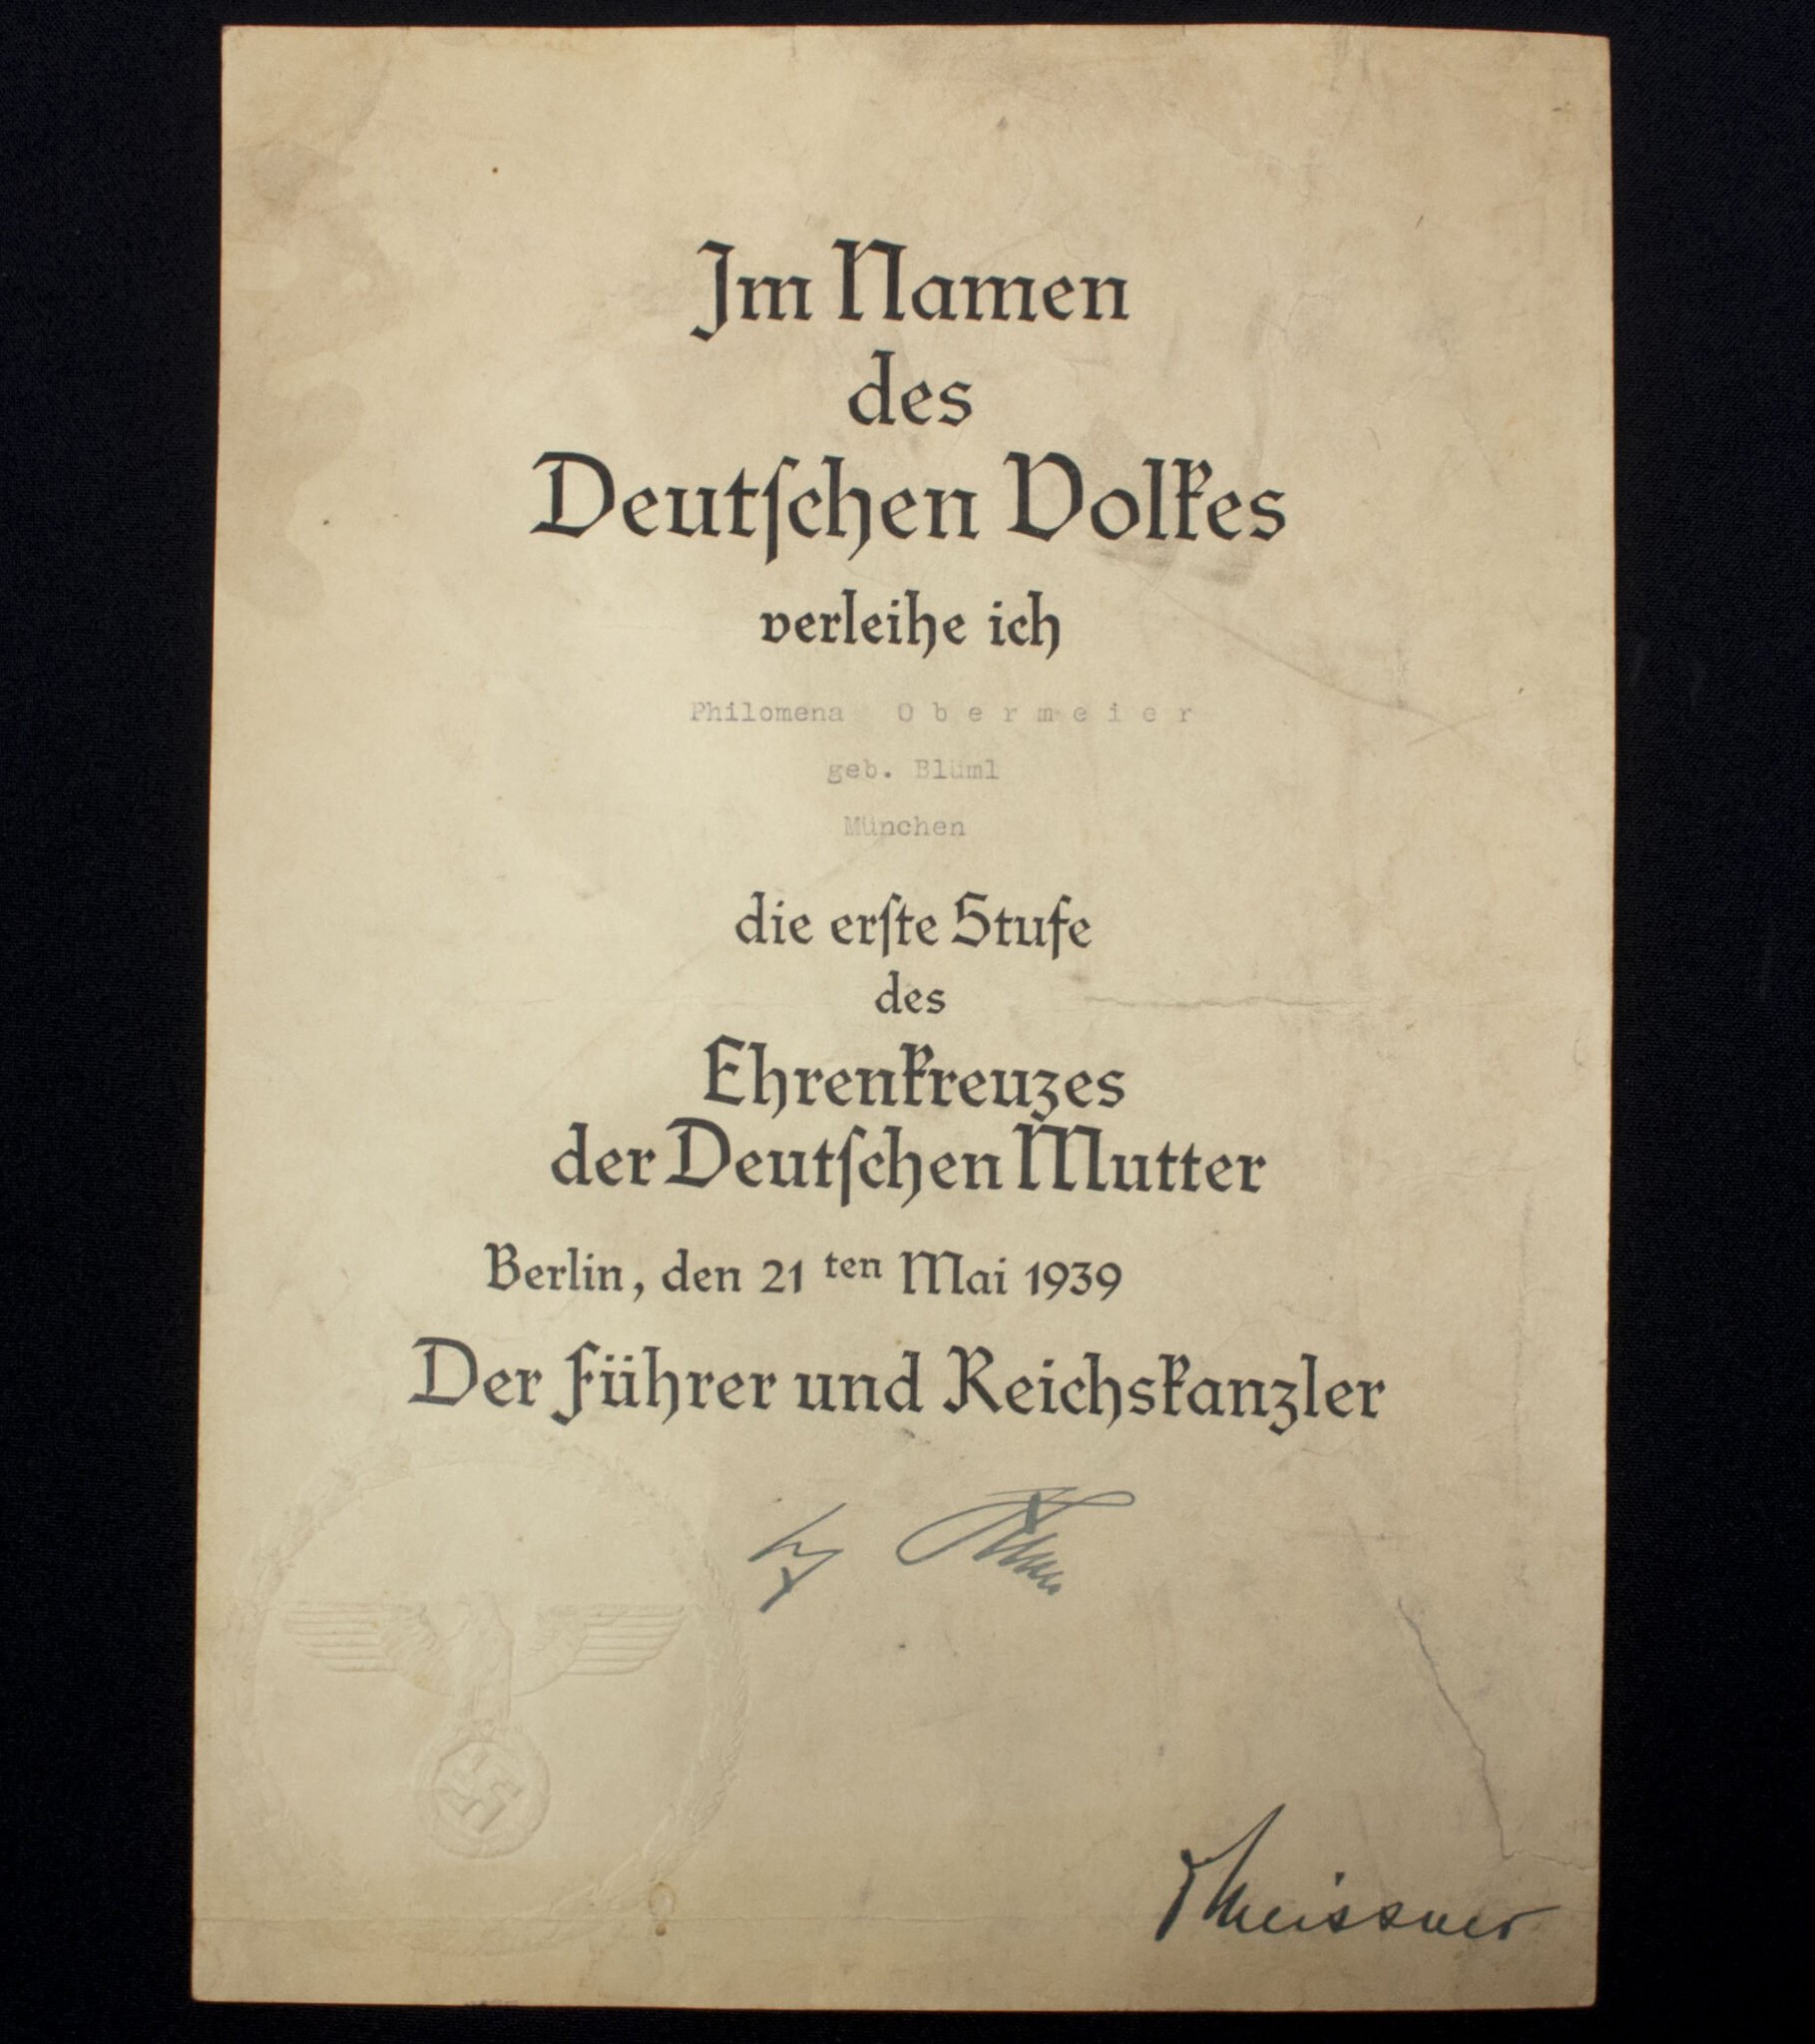 Im Namen
des
Deutſchen Volkes
verleihe ich
Philomena O b e r m e i e r
geb. Blüml
München
die erſte Stufe
des
Ehrenkreuzes
der Deutſchen Mutter
Berlin, den 21 ten Mai 1939
Der Führer und Reichskanzler
Meissner